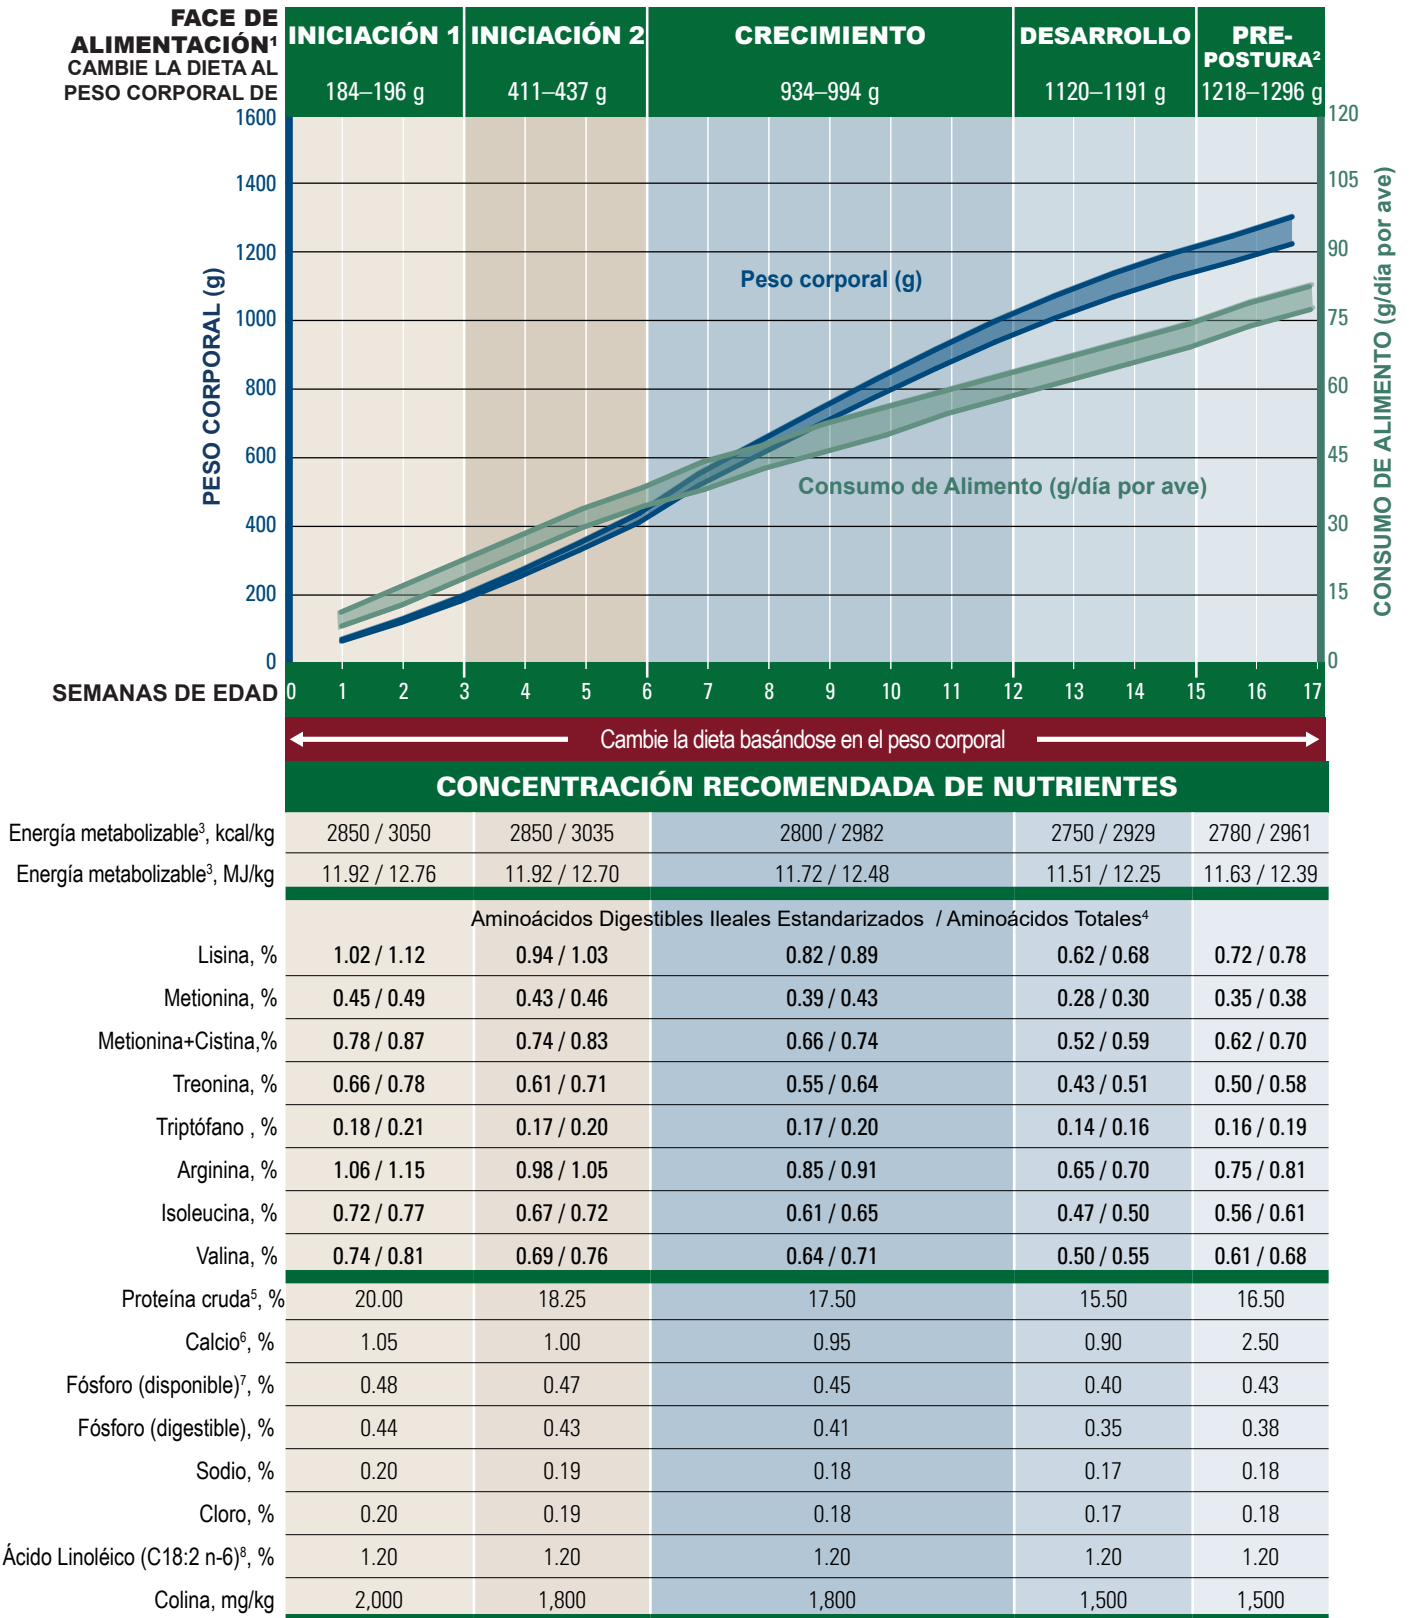 FACE DE ALIMENTACIÓN¹
CAMBIE LA DIETA AL PESO CORPORAL DE
INICIACIÓN 1 INICIACIÓN 2 CRECIMIENTO DESARROLLO PRE-POSTURA²
184–196 g 411–437 g 934–994 g 1120–1191 g 1218–1296 g
1600
1400
1200
1000
800
600
400
200
0
PESO CORPORAL (g)
Peso corporal (g)
Consumo de Alimento (g/día por ave)
120
105
90
75
60
45
30
15
0
CONSUMO DE ALIMENTO (g/día por ave)
SEMANAS DE EDAD 0 1 2 3 4 5 6 7 8 9 10 11 12 13 14 15 16 17
Cambie la dieta basándose en el peso corporal
CONCENTRACIÓN RECOMENDADA DE NUTRIENTES
Energía metabolizable³, kcal/kg 2850 / 3050 2850 / 3035 2800 / 2982 2750 / 2929 2780 / 2961
Energía metabolizable³, MJ/kg 11.92 / 12.76 11.92 / 12.70 11.72 / 12.48 11.51 / 12.25 11.63 / 12.39
Aminoácidos Digestibles Ileales Estandarizados / Aminoácidos Totales⁴
Lisina, % 1.02 / 1.12 0.94 / 1.03 0.82 / 0.89 0.62 / 0.68 0.72 / 0.78
Metionina, % 0.45 / 0.49 0.43 / 0.46 0.39 / 0.43 0.28 / 0.30 0.35 / 0.38
Metionina+Cistina,% 0.78 / 0.87 0.74 / 0.83 0.66 / 0.74 0.52 / 0.59 0.62 / 0.70
Treonina, % 0.66 / 0.78 0.61 / 0.71 0.55 / 0.64 0.43 / 0.51 0.50 / 0.58
Triptófano , % 0.18 / 0.21 0.17 / 0.20 0.17 / 0.20 0.14 / 0.16 0.16 / 0.19
Arginina, % 1.06 / 1.15 0.98 / 1.05 0.85 / 0.91 0.65 / 0.70 0.75 / 0.81
Isoleucina, % 0.72 / 0.77 0.67 / 0.72 0.61 / 0.65 0.47 / 0.50 0.56 / 0.61
Valina, % 0.74 / 0.81 0.69 / 0.76 0.64 / 0.71 0.50 / 0.55 0.61 / 0.68
Proteína cruda⁵, % 20.00 18.25 17.50 15.50 16.50
Calcio⁶, % 1.05 1.00 0.95 0.90 2.50
Fósforo (disponible)⁷, % 0.48 0.47 0.45 0.40 0.43
Fósforo (digestible), % 0.44 0.43 0.41 0.35 0.38
Sodio, % 0.20 0.19 0.18 0.17 0.18
Cloro, % 0.20 0.19 0.18 0.17 0.18
Ácido Linoléico (C18:2 n-6)⁸, % 1.20 1.20 1.20 1.20 1.20
Colina, mg/kg 2,000 1,800 1,800 1,500 1,500